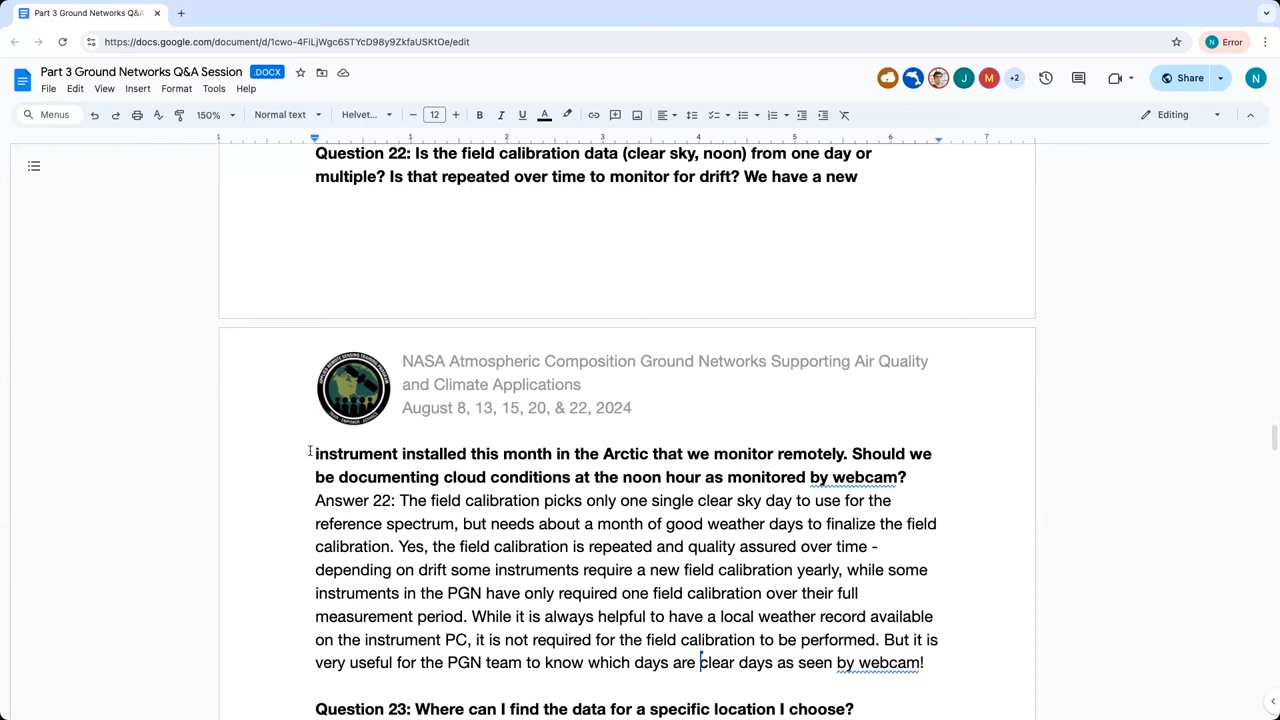 Part 3 Ground Networks Q&A
https://docs.google.com/document/d/1cwo-4FiLjWgc6STYcD98y9ZkfaUSKtOe/edit
Error
Part 3 Ground Networks Q&A Session
.DOCX
File Edit View Insert Format Tools Help
J M +2 Share N
Menus 150% Normal text Helvet... 12 B I U A Editing
1 1 2 3 4 5 6 7
Question 22: Is the field calibration data (clear sky, noon) from one day or
multiple? Is that repeated over time to monitor for drift? We have a new
NASA Atmospheric Composition Ground Networks Supporting Air Quality
and Climate Applications
August 8, 13, 15, 20, & 22, 2024
instrument installed this month in the Arctic that we monitor remotely. Should we
be documenting cloud conditions at the noon hour as monitored by webcam?
Answer 22: The field calibration picks only one single clear sky day to use for the
reference spectrum, but needs about a month of good weather days to finalize the field
calibration. Yes, the field calibration is repeated and quality assured over time -
depending on drift some instruments require a new field calibration yearly, while some
instruments in the PGN have only required one field calibration over their full
measurement period. While it is always helpful to have a local weather record available
on the instrument PC, it is not required for the field calibration to be performed. But it is
very useful for the PGN team to know which days are clear days as seen by webcam!
Question 23: Where can I find the data for a specific location I choose?